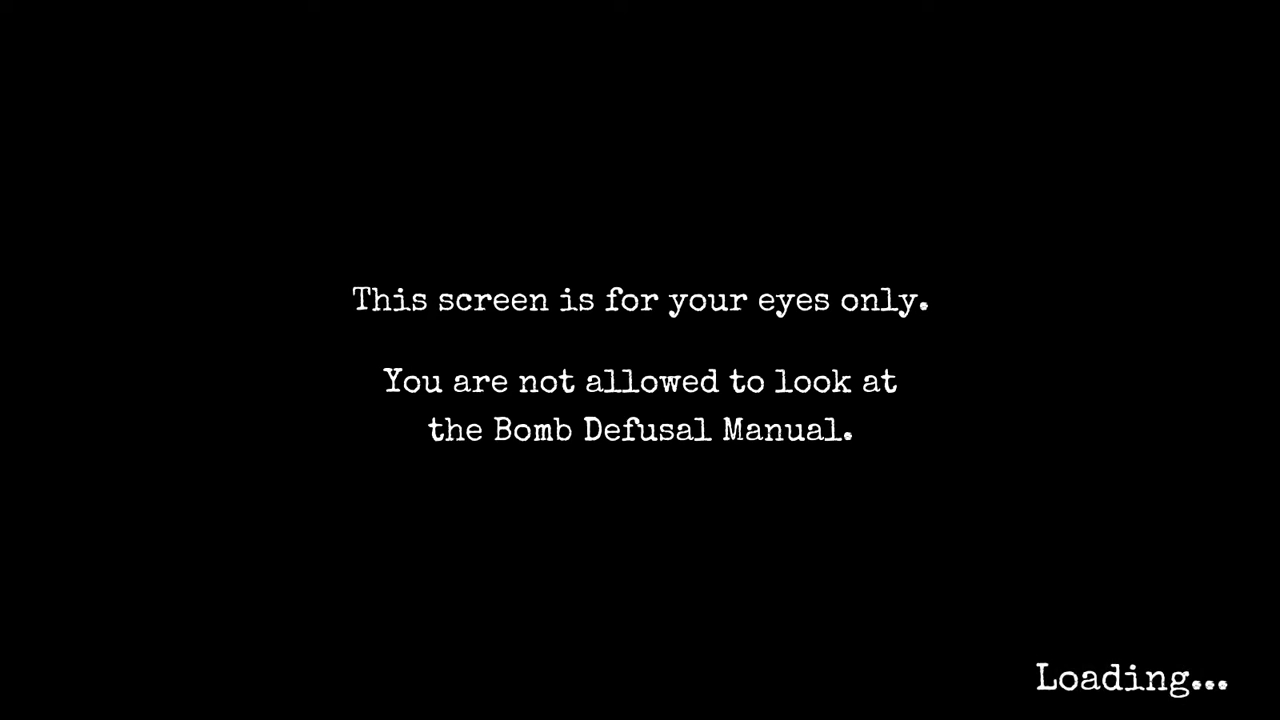 This screen is for your eyes only.
You are not allowed to look at
the Bomb Defusal Manual.
Loading...